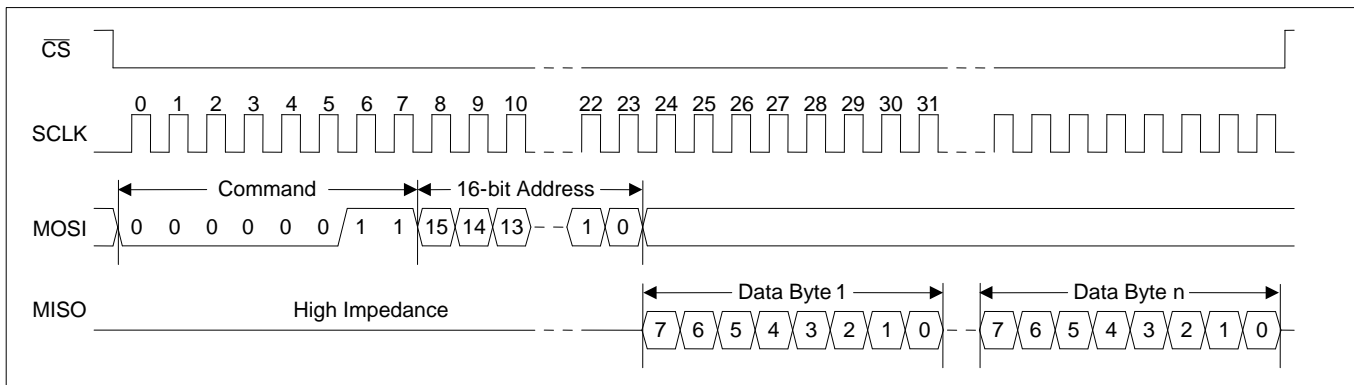 CS
0 1 2 3 4 5 6 7 8 9 10 22 23 24 25 26 27 28 29 30 31
SCLK
Command 16-bit Address
MOSI 0 0 0 0 0 0 1 1 15 14 13 1 0
Data Byte 1 Data Byte n
MISO High Impedance
7 6 5 4 3 2 1 0 7 6 5 4 3 2 1 0